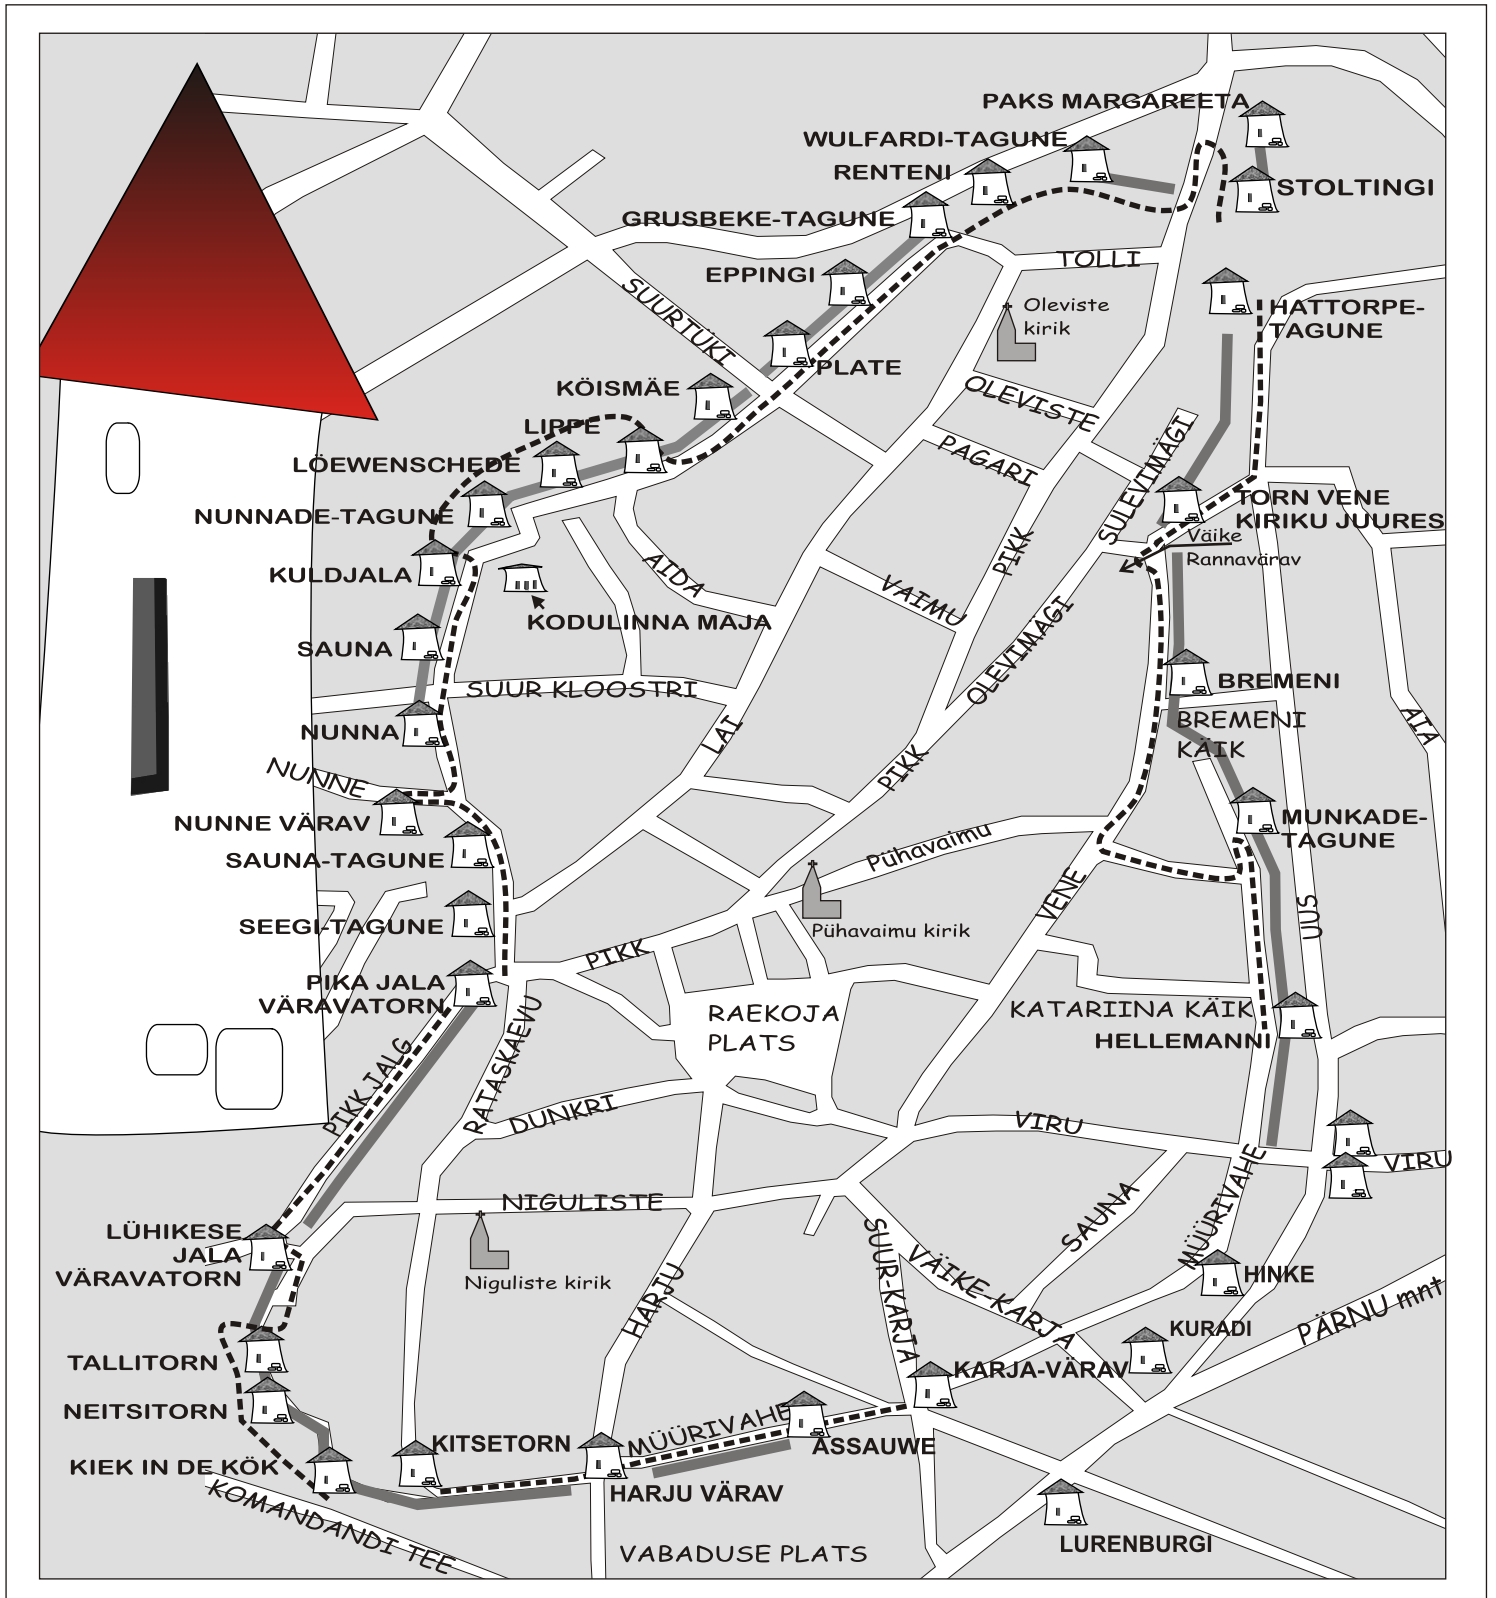 PAKS MARGAREETA
WULFARDI-TAGUNE
RENTENI
STOLTINGI
GRUSBEKE-TAGUNE
TOLLI
EPPINGI
SUURTÜKI
Oleviste
kirik
HATTORPE-
TAGUNE
PLATE
KÖISMÄE
OLEVISTE
LIPPE
PAGARI
SULEVIMÄGI
LÖEWENSCHEDE
NUNNADE-TAGUNE
TORN VENE
KIRIKU JUURES
Väike
Rannavärav
PIKK
KULDJALA
AIDA
VAIMU
KODULINNA MAJA
OLEVIMÄGI
SAUNA
SUUR KLOOSTRI
BREMENI
BREMENI
KÄIK
AIA
NUNNA
LAI
NUNNE
PIKK
NUNNE VÄRAV
MUNKADE-
TAGUNE
SAUNA-TAGUNE
Pühavaimu
VENE
UUS
SEEGI-TAGUNE
Pühavaimu kirik
PIKK
PIKA JALA
VÄRAVATORN
RAEKOJA
PLATS
KATARIINA KÄIK
HELLEMANNI
PIKK JALG
RATASKAEVU
DUNKRI
VIRU
VIRU
NIGULISTE
SAUNA
MÜÜRIVAHE
LÜHIKESE
JALA
VÄRAVATORN
Niguliste kirik
SUUR-KARJA
VÄIKE-KARJA
HINKE
HARJU
PÄRNU mnt
KURADI
TALLITORN
KARJA-VÄRAV
NEITSITORN
MÜÜRIVAHE
KITSETORN
ASSAUWE
KIEK IN DE KÖK
HARJU VÄRAV
KOMANDANDI TEE
LURENBURGI
VABADUSE PLATS